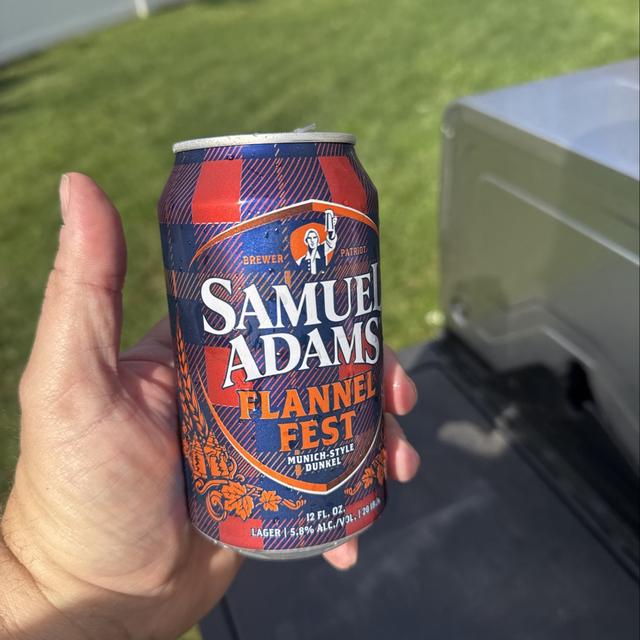 BREWER PATRIOT
SAMUEL
ADAMS
FLANNEL
FEST
MUNICH-STYLE
DUNKEL
12 FL. OZ.
LAGER | 5.8% ALC./VOL. | 20 IBUs